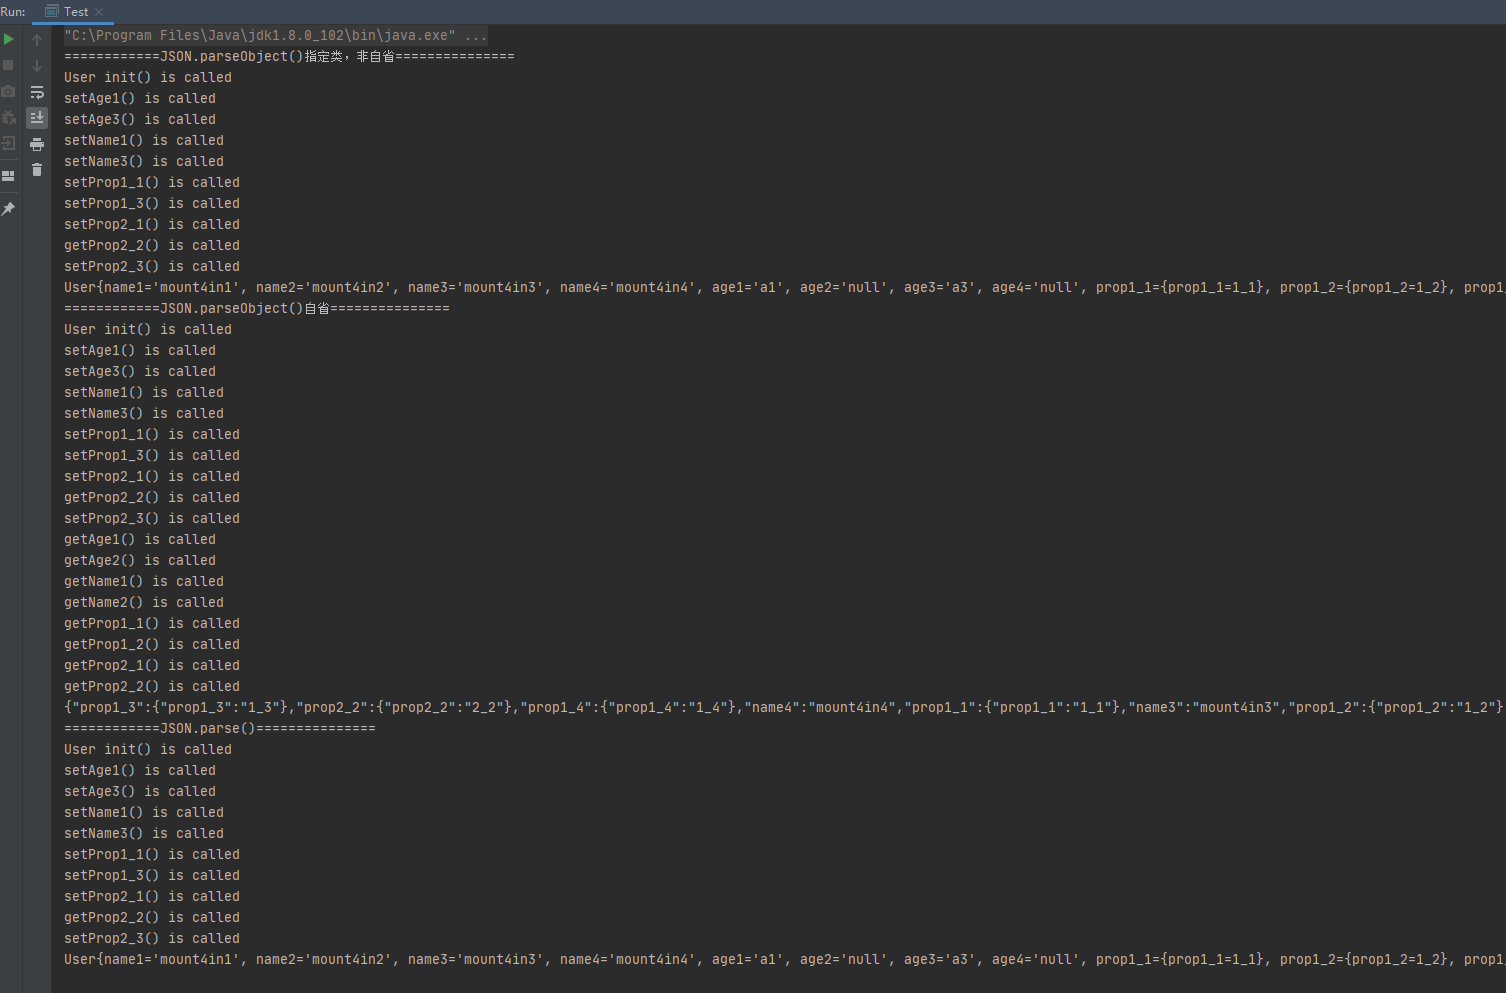 Run: Test
"C:\Program Files\Java\jdk1.8.0_102\bin\java.exe" ...
============JSON.parseObject()指定类，非自省===============
User init() is called
setAge1() is called
setAge3() is called
setName1() is called
setName3() is called
setProp1_1() is called
setProp1_3() is called
setProp2_1() is called
getProp2_2() is called
setProp2_3() is called
User{name1='mount4in1', name2='mount4in2', name3='mount4in3', name4='mount4in4', age1='a1', age2='null', age3='a3', age4='null', prop1_1={prop1_1=1_1}, prop1_2={prop1_2=1_2}, prop1_
============JSON.parseObject()自省===============
User init() is called
setAge1() is called
setAge3() is called
setName1() is called
setName3() is called
setProp1_1() is called
setProp1_3() is called
setProp2_1() is called
getProp2_2() is called
setProp2_3() is called
getAge1() is called
getAge2() is called
getName1() is called
getName2() is called
getProp1_1() is called
getProp1_2() is called
getProp2_1() is called
getProp2_2() is called
{"prop1_3":{"prop1_3":"1_3"},"prop2_2":{"prop2_2":"2_2"},"prop1_4":{"prop1_4":"1_4"},"name4":"mount4in4","prop1_1":{"prop1_1":"1_1"},"name3":"mount4in3","prop1_2":{"prop1_2":"1_2"}
============JSON.parse()===============
User init() is called
setAge1() is called
setAge3() is called
setName1() is called
setName3() is called
setProp1_1() is called
setProp1_3() is called
setProp2_1() is called
getProp2_2() is called
setProp2_3() is called
User{name1='mount4in1', name2='mount4in2', name3='mount4in3', name4='mount4in4', age1='a1', age2='null', age3='a3', age4='null', prop1_1={prop1_1=1_1}, prop1_2={prop1_2=1_2}, prop1_